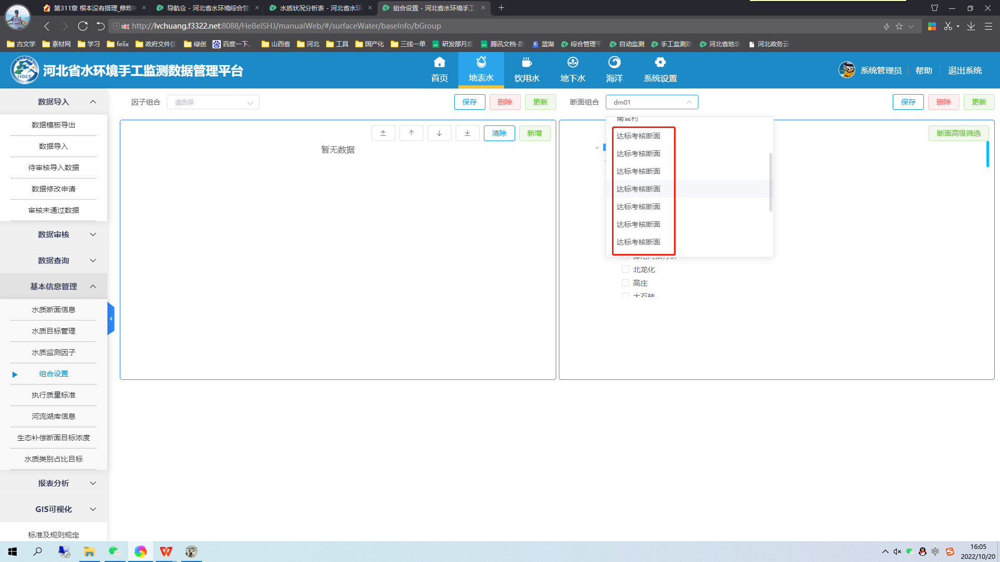 第311章 根本没有搭理_修炼9
导航仓 - 河北省水环境综合管
水质状况分析表 - 河北省水环
组合设置 - 河北省水环境手工
http://lvchuang.f3322.net:8088/HeBeiSHJ/manualWeb/#/surfaceWater/baseInfo/bGroup
古文学
素材网
学习
felix
政府文件信
绿创
百度一下,
山西省
河北
工具
国产化
三线一单
研发部月度
腾讯文档-数
蓝湖
综合管理平
自动监测
手工监测数
河北省地表
河北政务云-
HBEE
河北省水环境手工监测数据管理平台
首页
地表水
饮用水
地下水
海洋
系统设置
系统管理员
帮助
退出系统
数据导入
数据模板导出
数据导入
待审核导入数据
数据修改申请
审核未通过数据
数据审核
数据查询
基本信息管理
水质断面信息
水质目标管理
水质监测因子
组合设置
执行质量标准
河流湖库信息
生态补偿断面目标浓度
水质类别占比目标
报表分析
GIS可视化
标准及规则规定
因子组合
请选择
保存
删除
更新
清除
新增
暂无数据
断面组合
dm01
保存
删除
更新
断面高级筛选
南宫村
达标考核断面
达标考核断面
达标考核断面
达标考核断面
达标考核断面
达标考核断面
达标考核断面
北龙化
高庄
大石桥
中
16:05
2022/10/20